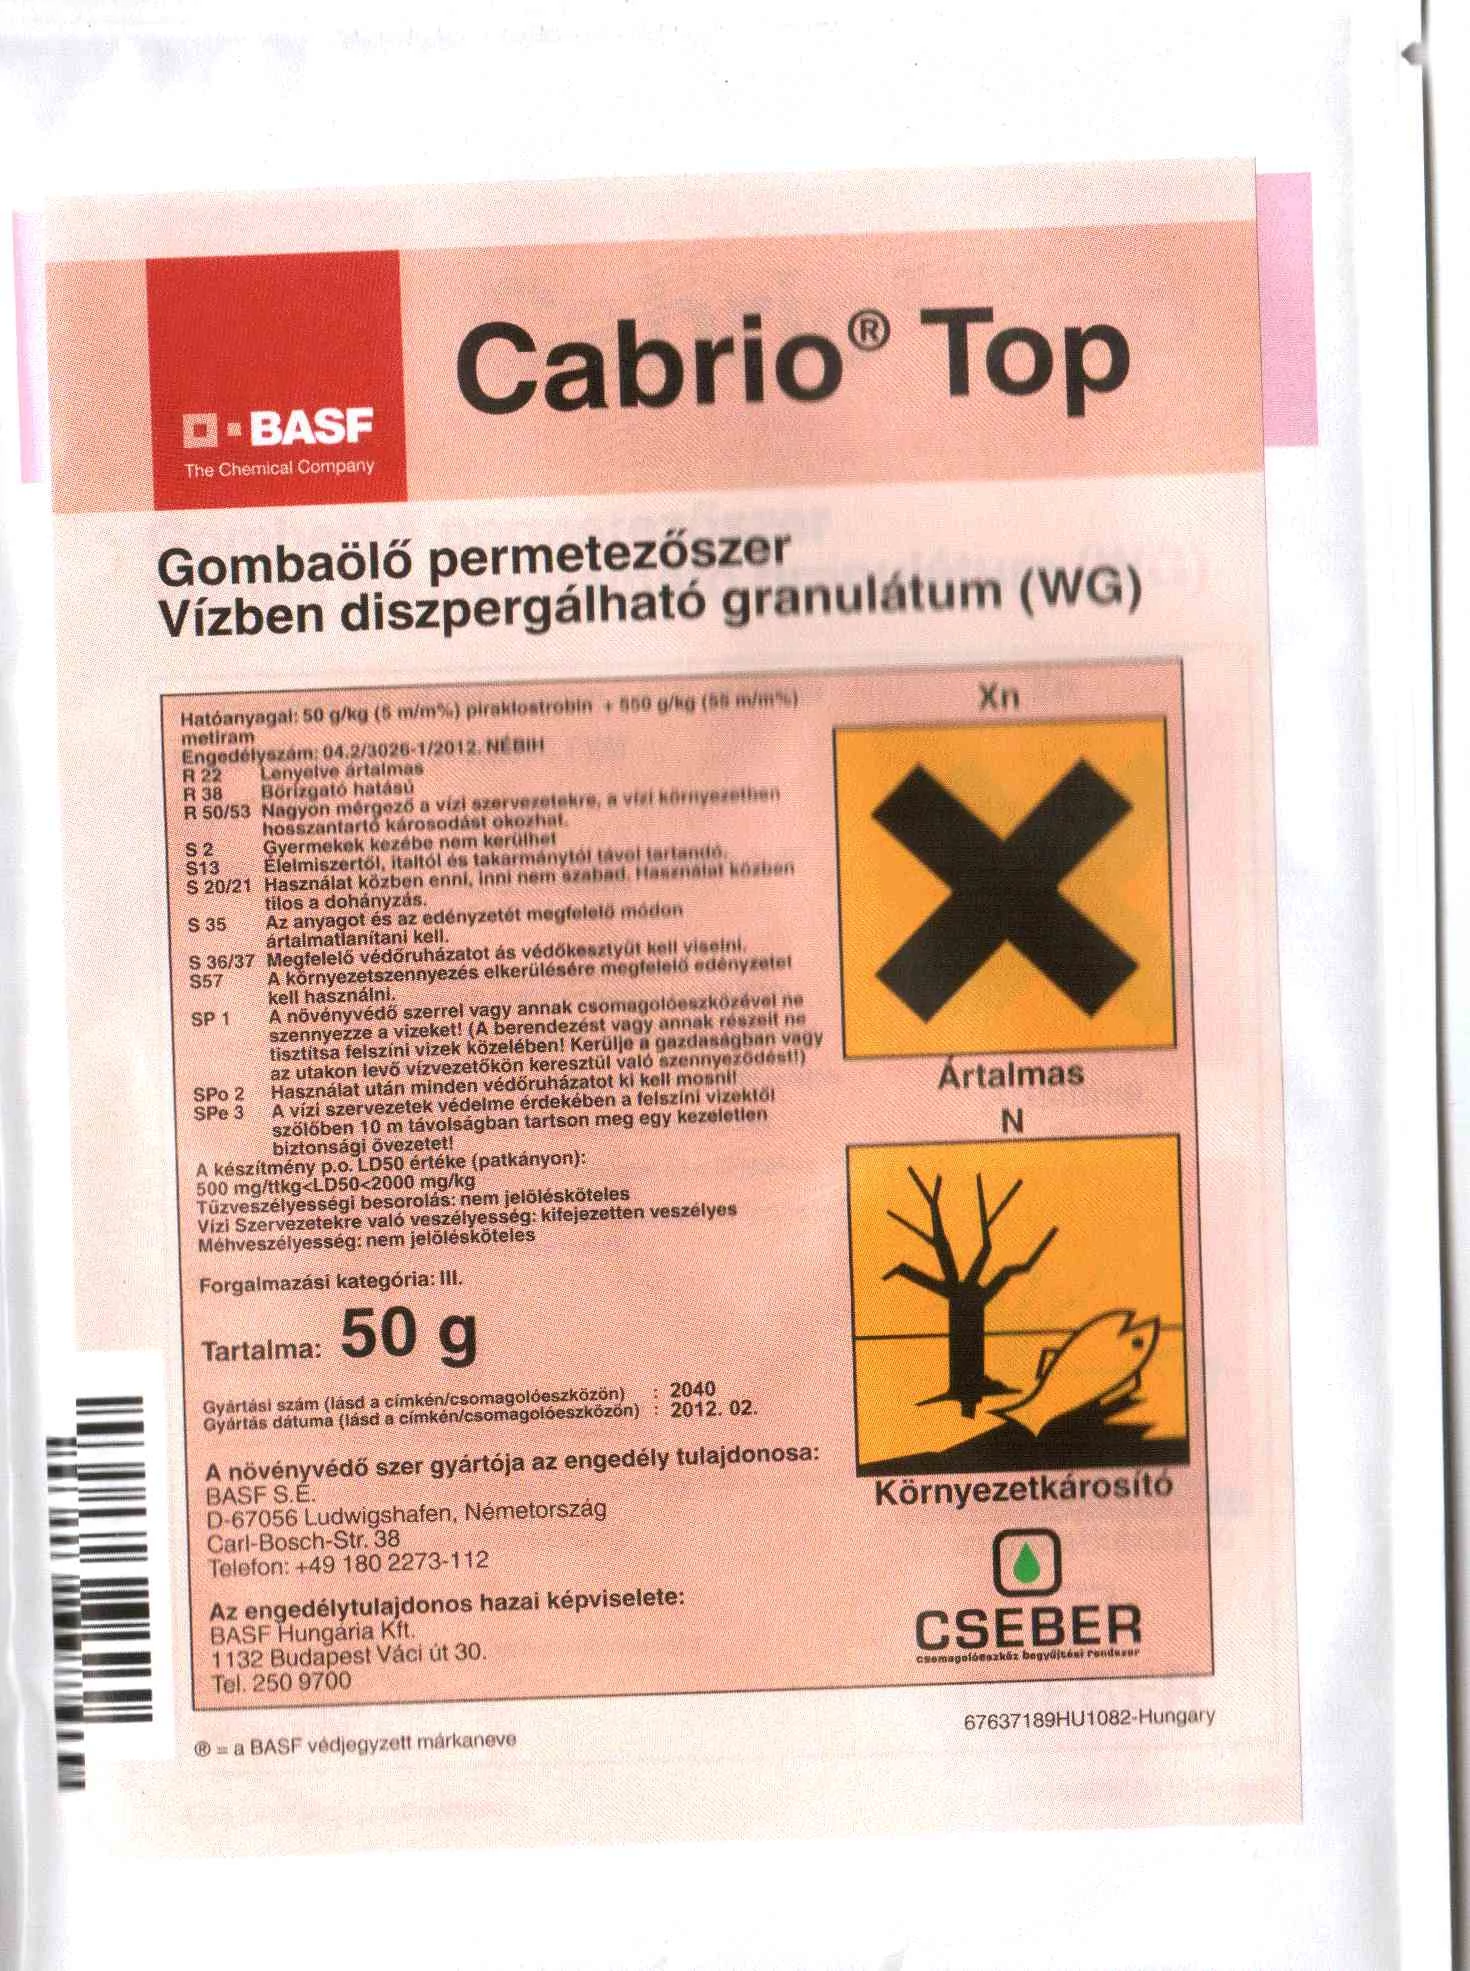 BASF
The Chemical Company
Cabrio® Top
Gombaölő permetezőszer
Vízben diszpergálható granulátum (WG)
Hatóanyagai: 50 g/kg (5 m/m%) piraklostrobin + 550 g/kg (55 m/m%)
metiram
Engedélyszám: 04.2/3026-1/2012. NÉBIH
R 22 Lenyelve ártalmas
R 38 Bőrizgató hatású
R 50/53 Nagyon mérgező a vízi szervezetekre, a vízi környezetben
hosszantartó károsodást okozhat.
S 2 Gyermekek kezébe nem kerülhet
S13 Élelmiszertől, italtól és takarmánytól távol tartandó.
S 20/21 Használat közben enni, inni nem szabad. Használat közben
tilos a dohányzás.
S 35 Az anyagot és az edényzetét megfelelő módon
ártalmatlanítani kell.
S 36/37 Megfelelő védőruházatot ás védőkesztyűt kell viselni.
S57 A környezetszennyezés elkerülésére megfelelő edényzetet
kell használni.
SP 1 A növényvédő szerrel vagy annak csomagolóeszközével ne
szennyezze a vizeket! (A berendezést vagy annak részeit ne
tisztítsa felszíni vizek közelében! Kerülje a gazdaságban vagy
az utakon levő vízvezetőkön keresztül való szennyeződést!)
SPo 2 Használat után minden védőruházatot ki kell mosni!
SPe 3 A vízi szervezetek védelme érdekében a felszíni vizektől
szőlőben 10 m távolságban tartson meg egy kezeletlen
biztonsági övezetet!
A készítmény p.o. LD50 értéke (patkányon):
500 mg/ttkg<LD50<2000 mg/kg
Tűzveszélyességi besorolás: nem jelölésköteles
Vízi Szervezetekre való veszélyesség: kifejezetten veszélyes
Méhveszélyesség: nem jelölésköteles
Forgalmazási kategória: III.
Tartalma: 50 g
Gyártási szám (lásd a címkén/csomagolóeszközön) : 2040
Gyártás dátuma (lásd a címkén/csomagolóeszközön) : 2012. 02.
A növényvédő szer gyártója az engedély tulajdonosa:
BASF S.E.
D-67056 Ludwigshafen, Németország
Carl-Bosch-Str. 38
Telefon: +49 180 2273-112
Az engedélytulajdonos hazai képviselete:
BASF Hungária Kft.
1132 Budapest Váci út 30.
Tel. 250 9700
Xn
Ártalmas
N
Környezetkárosító
CSEBER
Csomagolóeszköz begyűjtési rendszer
67637189HU1082-Hungary
® = a BASF védjegyzett márkaneve